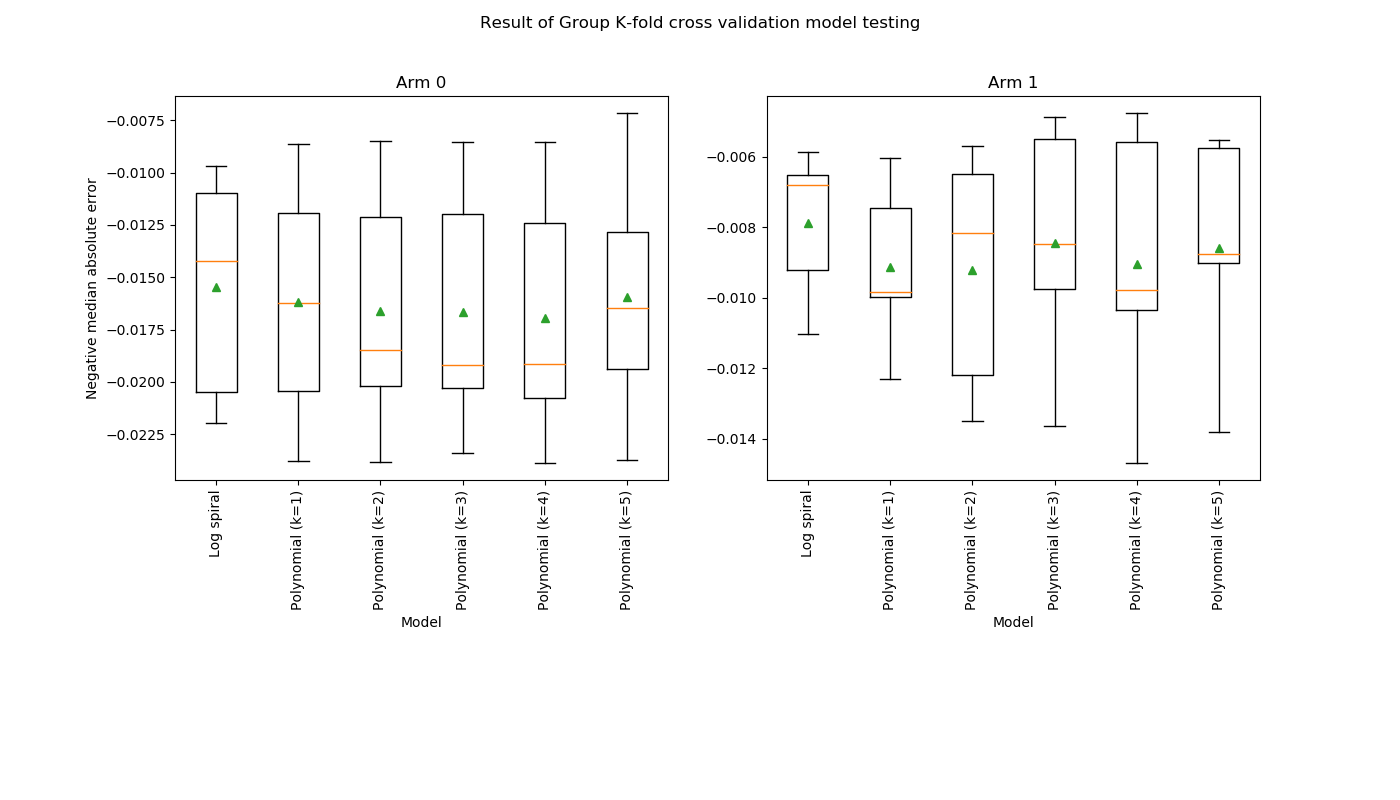 Result of Group K-fold cross validation model testing
Arm 0
Negative median absolute error
−0.0075
−0.0100
−0.0125
−0.0150
−0.0175
−0.0200
−0.0225
Log spiral
Polynomial (k=1)
Polynomial (k=2)
Polynomial (k=3)
Polynomial (k=4)
Polynomial (k=5)
Model
Arm 1
−0.006
−0.008
−0.010
−0.012
−0.014
Log spiral
Polynomial (k=1)
Polynomial (k=2)
Polynomial (k=3)
Polynomial (k=4)
Polynomial (k=5)
Model